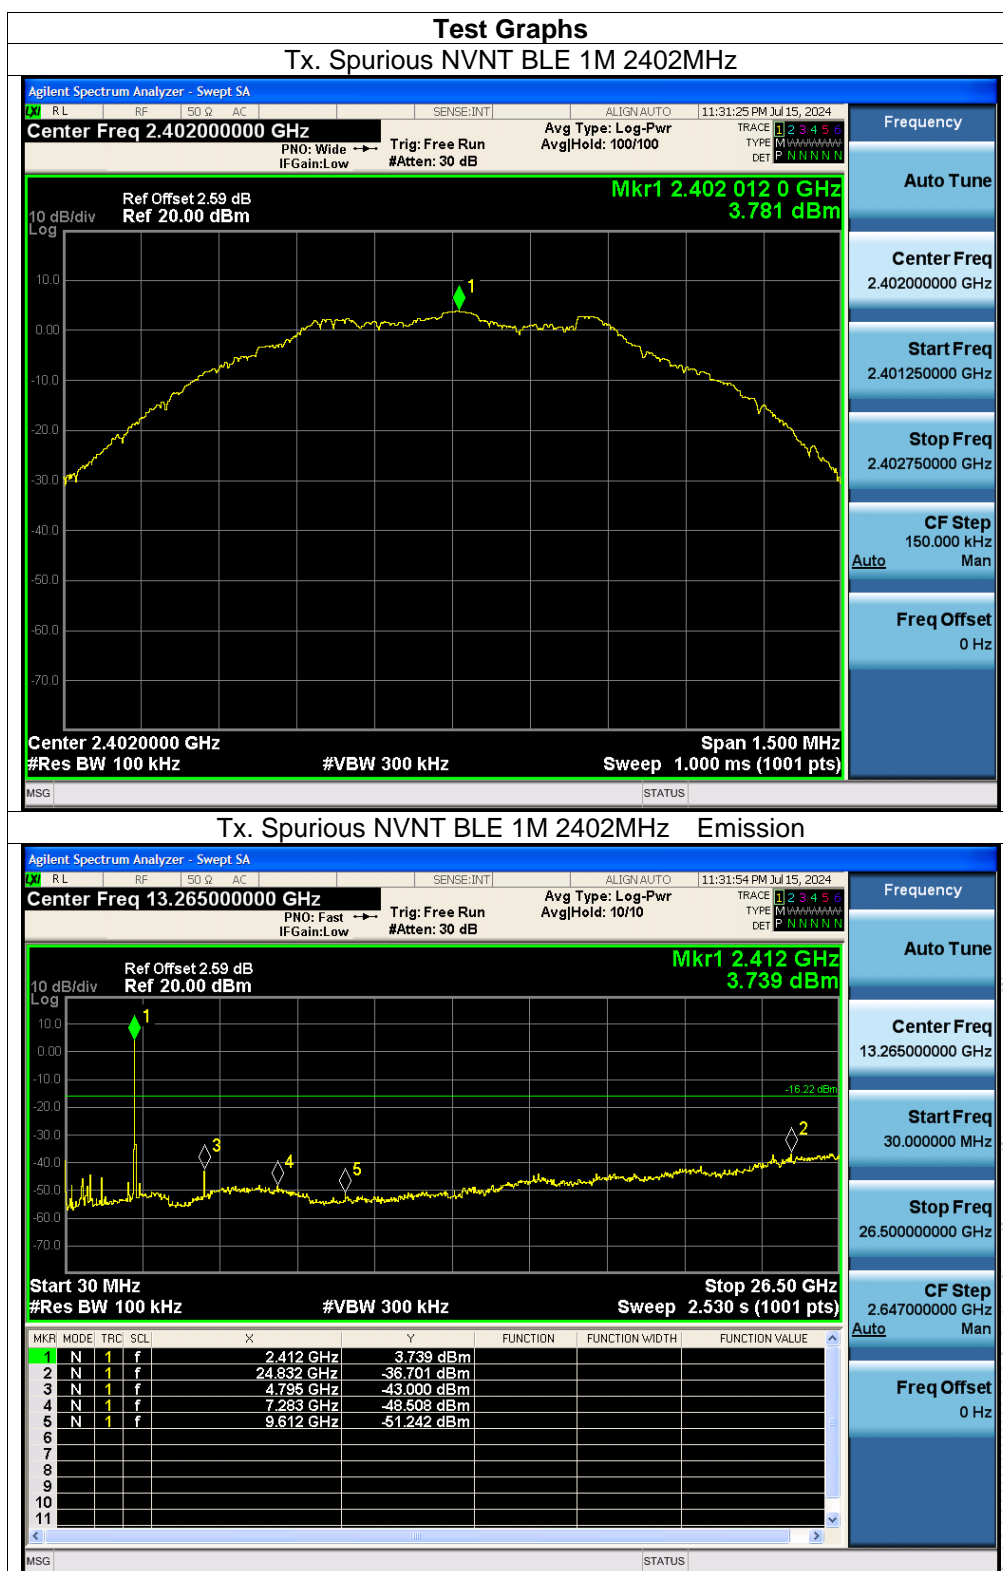 Test Graphs
Tx. Spurious NVNT BLE 1M 2402MHz
Agilent Spectrum Analyzer - Swept SA
LXI RL RF 50 Ω AC SENSE:INT ALIGN AUTO 11:31:25 PM Jul 15, 2024
Center Freq 2.402000000 GHz
PNO: Wide
IFGain:Low
Trig: Free Run
#Atten: 30 dB
Avg Type: Log-Pwr
Avg|Hold: 100/100
TRACE 1 2 3 4 5 6
TYPE M WWWWW
DET P N N N N N
Frequency
Mkr1 2.402 012 0 GHz
3.781 dBm
Ref Offset 2.59 dB
10 dB/div Ref 20.00 dBm
Log
10.0
0.00
-10.0
-20.0
-30.0
-40.0
-50.0
-60.0
-70.0
1
Center 2.4020000 GHz Span 1.500 MHz
#Res BW 100 kHz #VBW 300 kHz Sweep 1.000 ms (1001 pts)
Auto Tune
Center Freq
2.402000000 GHz
Start Freq
2.401250000 GHz
Stop Freq
2.402750000 GHz
CF Step
150.000 kHz
Auto Man
Freq Offset
0 Hz
MSG STATUS
Tx. Spurious NVNT BLE 1M 2402MHz Emission
Agilent Spectrum Analyzer - Swept SA
LXI RL RF 50 Ω AC SENSE:INT ALIGN AUTO 11:31:54 PM Jul 15, 2024
Center Freq 13.265000000 GHz
PNO: Fast
IFGain:Low
Trig: Free Run
#Atten: 30 dB
Avg Type: Log-Pwr
Avg|Hold: 10/10
TRACE 1 2 3 4 5 6
TYPE M WWWWW
DET P N N N N N
Frequency
Mkr1 2.412 GHz
3.739 dBm
Ref Offset 2.59 dB
10 dB/div Ref 20.00 dBm
Log
10.0
0.00
-10.0
-20.0
-30.0
-40.0
-50.0
-60.0
-70.0
1
-16.22 dBm
2
3
4
5
Start 30 MHz Stop 26.50 GHz
#Res BW 100 kHz #VBW 300 kHz Sweep 2.530 s (1001 pts)
MKR MODE TRC SCL X Y FUNCTION FUNCTION WIDTH FUNCTION VALUE
1 N 1 f 2.412 GHz 3.739 dBm
2 N 1 f 24.832 GHz -36.701 dBm
3 N 1 f 4.795 GHz -43.000 dBm
4 N 1 f 7.283 GHz -48.508 dBm
5 N 1 f 9.612 GHz -51.242 dBm
6
7
8
9
10
11
Auto Tune
Center Freq
13.265000000 GHz
Start Freq
30.000000 MHz
Stop Freq
26.500000000 GHz
CF Step
2.647000000 GHz
Auto Man
Freq Offset
0 Hz
MSG STATUS